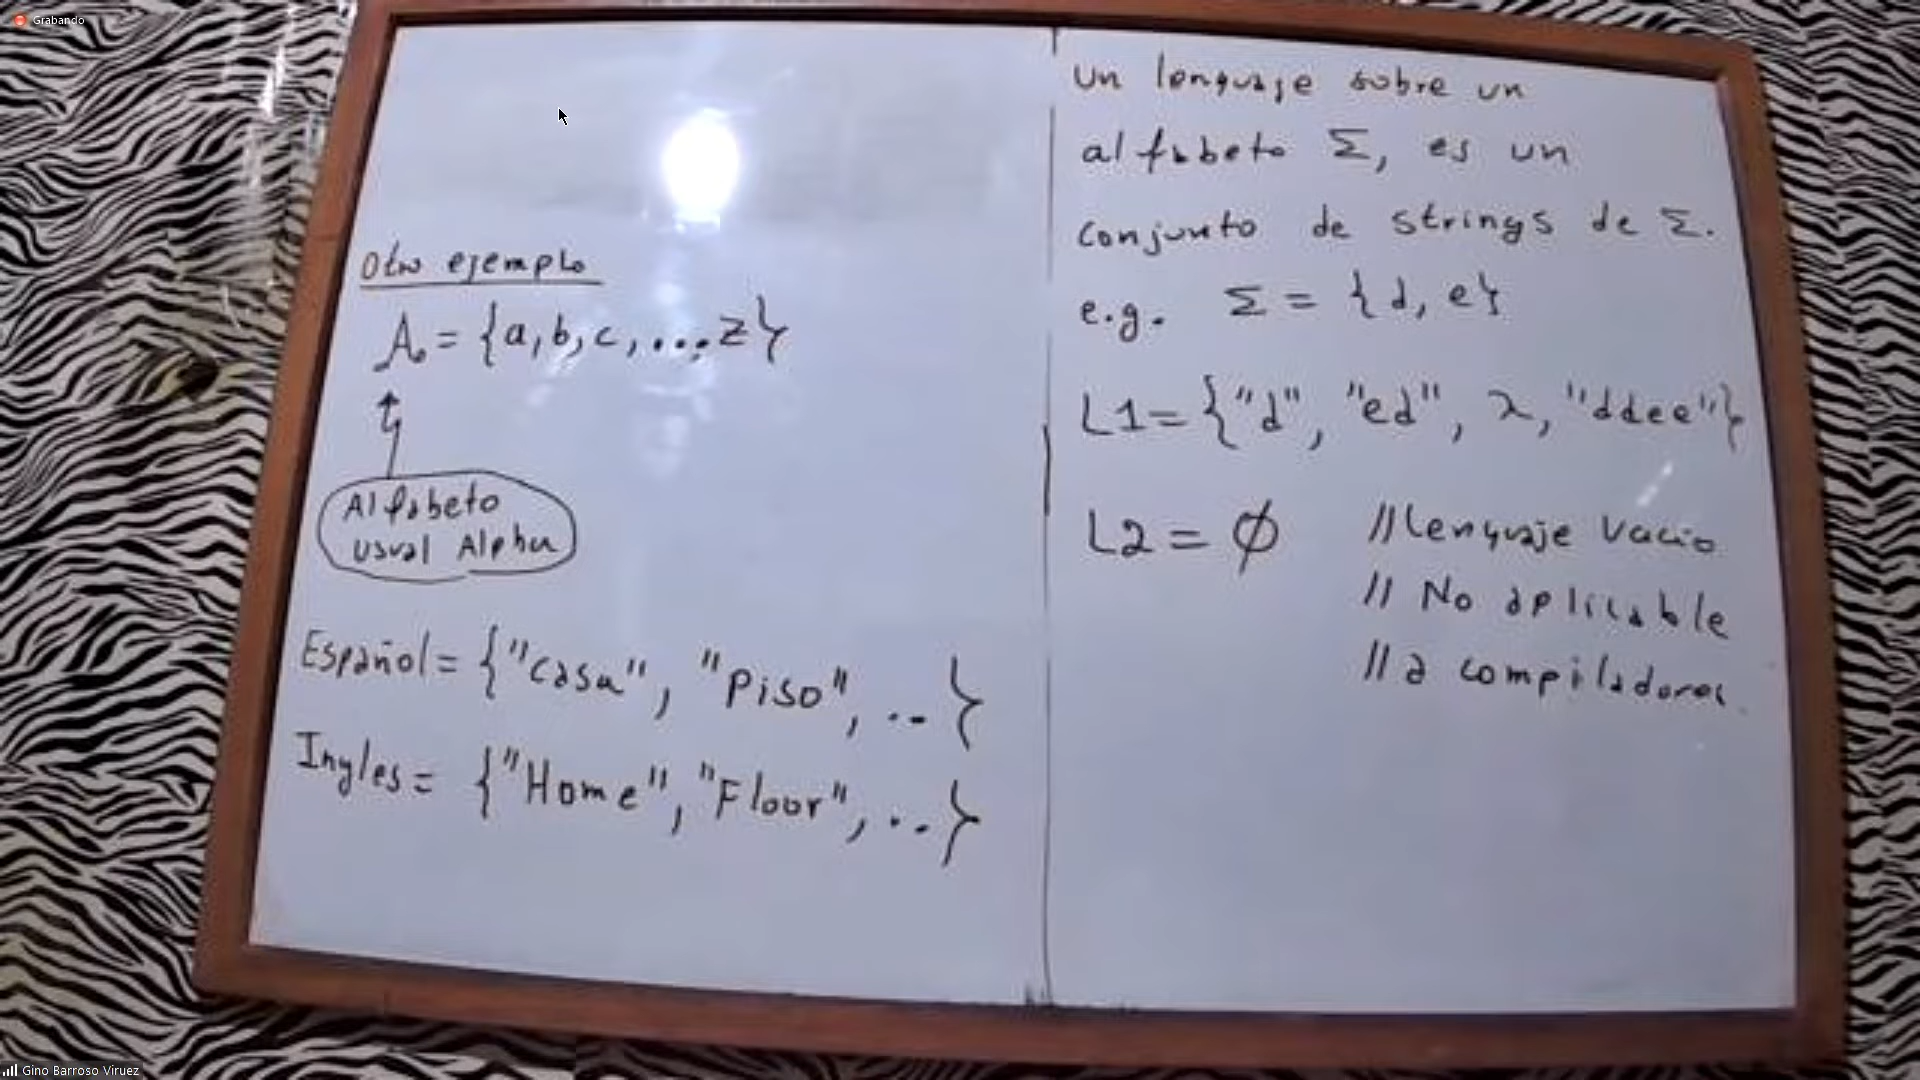 Grabando
Otro ejemplo
A. = {a,b,c,...z}
Alfabeto
usual Alpha
Español = {"Casa", "Piso", ..}
Ingles = {"Home", "Floor", ..}
Un lenguaje sobre un
alfabeto Σ, es un
conjunto de strings de Σ.
e.g. Σ = {d, e}
L1 = {"d", "ed", λ, "ddee"}
L2 = ∅ //Lenguaje Vacio
// No aplicable
// a compiladores
Gino Barroso Viruez